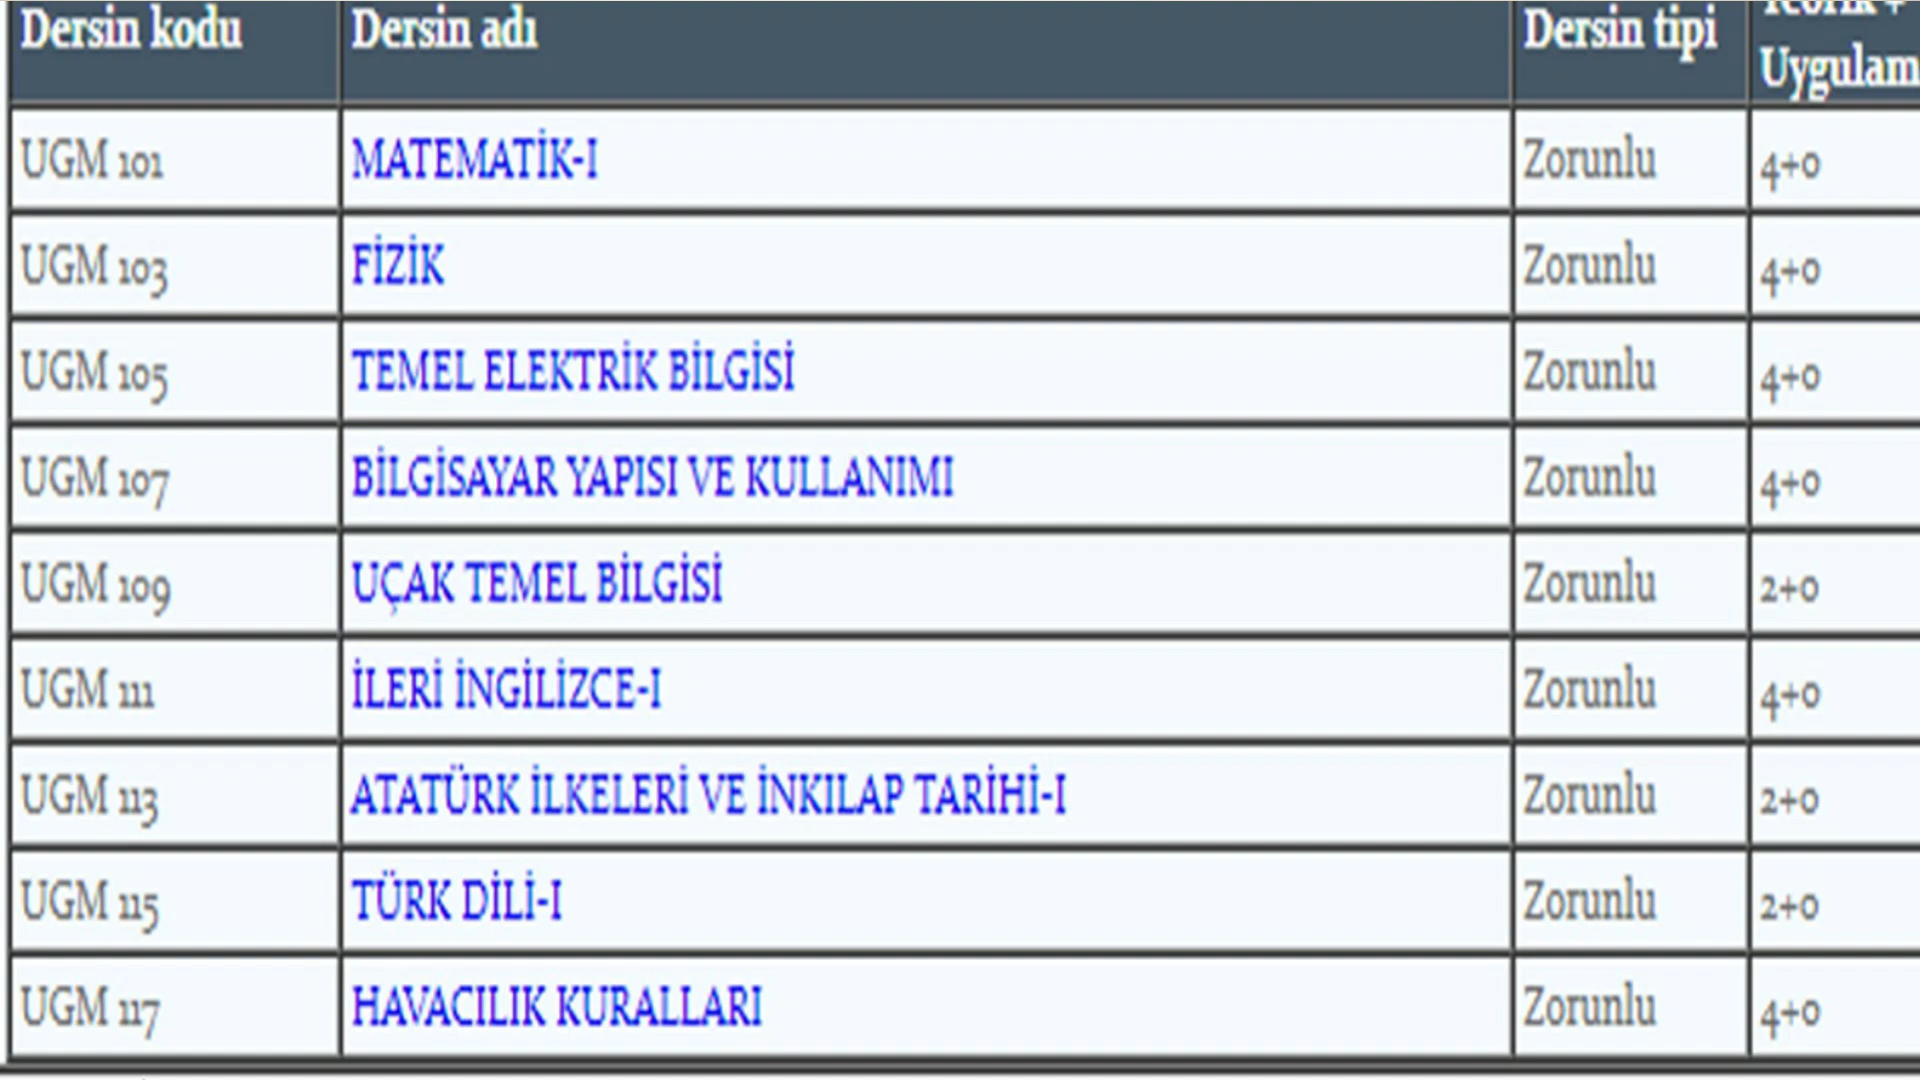 Dersin kodu Dersin adı Dersin tipi Teorik +
Uygulam
UGM 101 MATEMATİK-I Zorunlu 4+0
UGM 103 FİZİK Zorunlu 4+0
UGM 105 TEMEL ELEKTRİK BİLGİSİ Zorunlu 4+0
UGM 107 BİLGİSAYAR YAPISI VE KULLANIMI Zorunlu 4+0
UGM 109 UÇAK TEMEL BİLGİSİ Zorunlu 2+0
UGM 111 İLERİ İNGİLİZCE-I Zorunlu 4+0
UGM 113 ATATÜRK İLKELERİ VE İNKILAP TARİHİ-I Zorunlu 2+0
UGM 115 TÜRK DİLİ-I Zorunlu 2+0
UGM 117 HAVACILIK KURALLARI Zorunlu 4+0